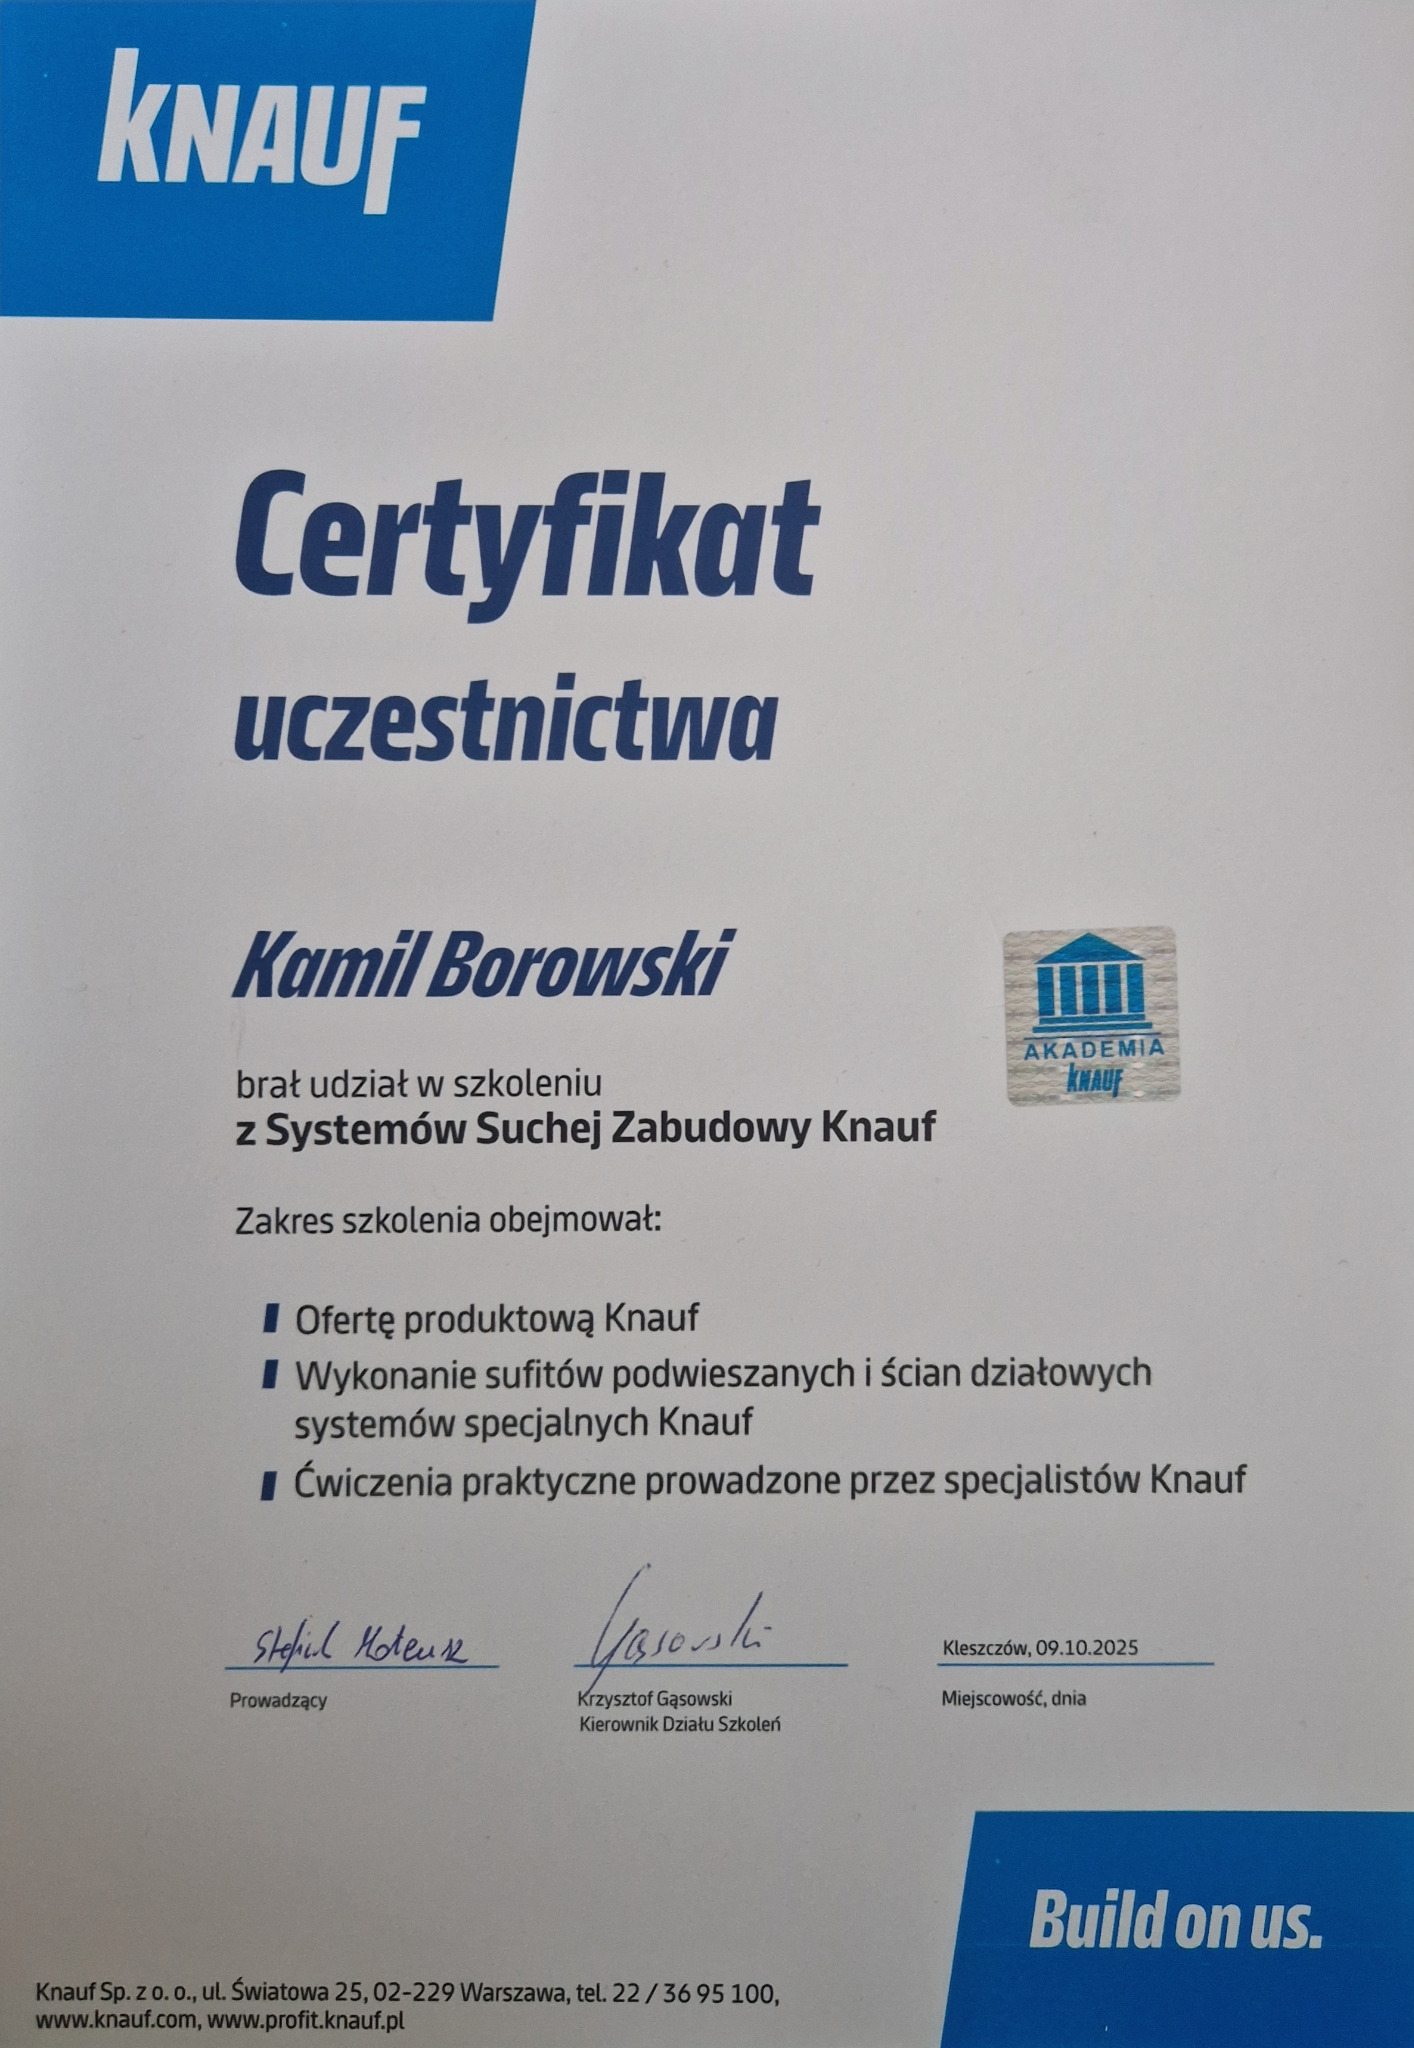 KNAUF
Certyfikat
uczestnictwa
Kamil Borowski
AKADEMIA
KNAUF
brał udział w szkoleniu
z Systemów Suchej Zabudowy Knauf
Zakres szkolenia obejmował:
Ofertę produktową Knauf
Wykonanie sufitów podwieszanych i ścian działowych
systemów specjalnych Knauf
Ćwiczenia praktyczne prowadzone przez specjalistów Knauf
Mateusz
Gąsowski
Kleszczów, 09.10.2025
Prowadzący
Krzysztof Gąsowski
Kierownik Działu Szkoleń
Miejscowość, dnia
Build on us.
Knauf Sp. z o. o., ul. Światowa 25, 02-229 Warszawa, tel. 22 / 36 95 100,
www.knauf.com, www.profit.knauf.pl